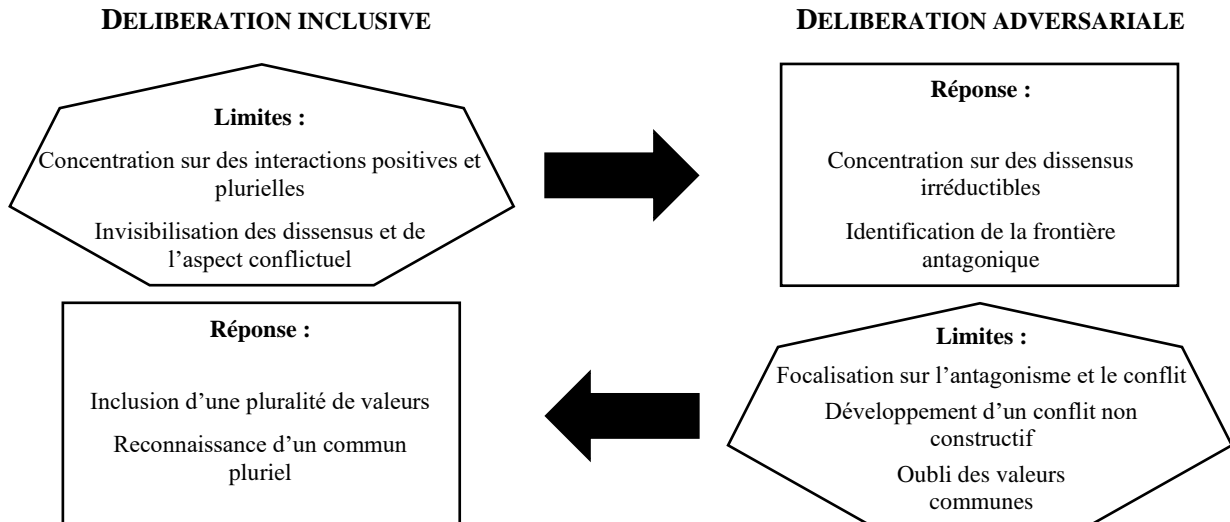 DELIBERATION INCLUSIVE
Limites :
Concentration sur des interactions positives et
plurielles
Invisibilisation des dissensus et de
l’aspect conflictuel
Réponse :
Inclusion d’une pluralité de valeurs
Reconnaissance d’un commun
pluriel
DELIBERATION ADVERSARIALE
Réponse :
Concentration sur des dissensus
irréductibles
Identification de la frontière
antagonique
Limites :
Focalisation sur l’antagonisme et le conflit
Développement d’un conflit non
constructif
Oubli des valeurs
communes